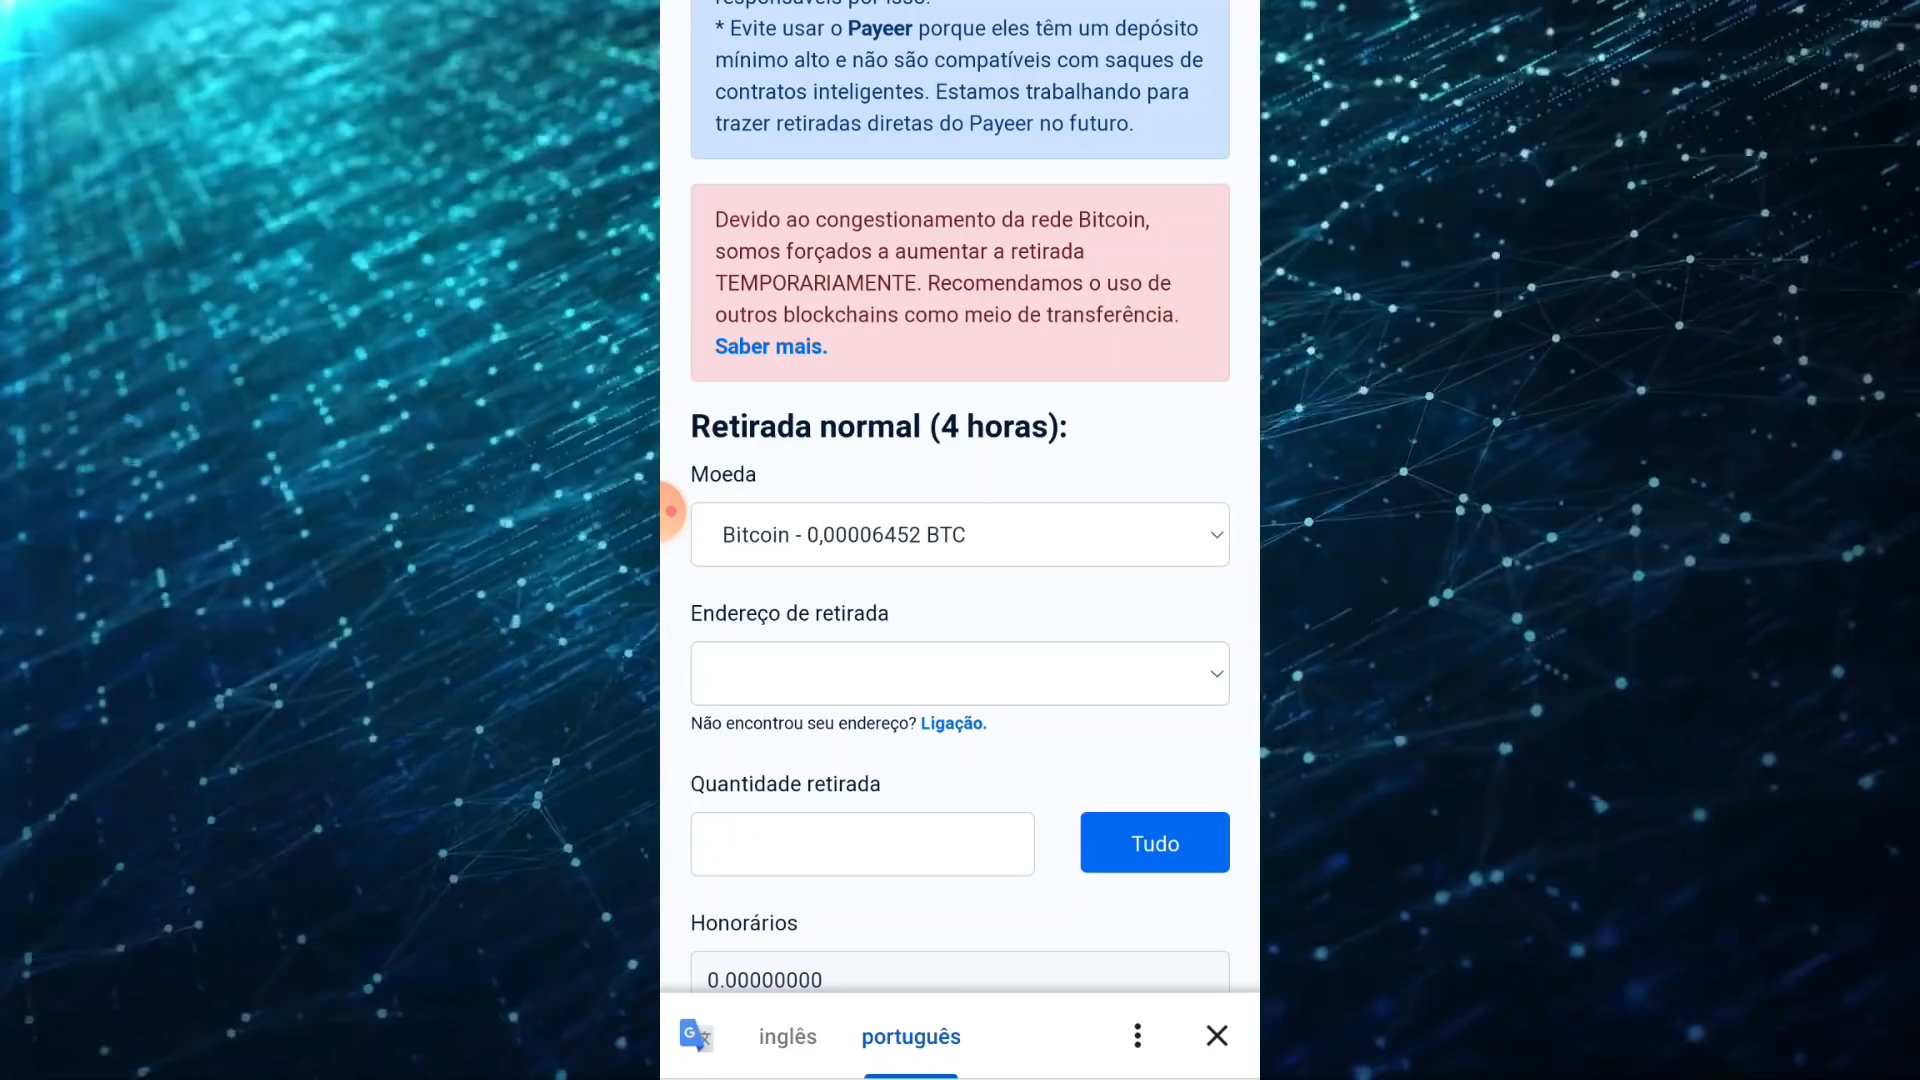 responsáveis por isso.
* Evite usar o Payeer porque eles têm um depósito
mínimo alto e não são compatíveis com saques de
contratos inteligentes. Estamos trabalhando para
trazer retiradas diretas do Payeer no futuro.
Devido ao congestionamento da rede Bitcoin,
somos forçados a aumentar a retirada
TEMPORARIAMENTE. Recomendamos o uso de
outros blockchains como meio de transferência.
Saber mais.
Retirada normal (4 horas):
Moeda
Bitcoin - 0,00006452 BTC
Endereço de retirada
Não encontrou seu endereço? Ligação.
Quantidade retirada
Tudo
Honorários
0.00000000
inglês português